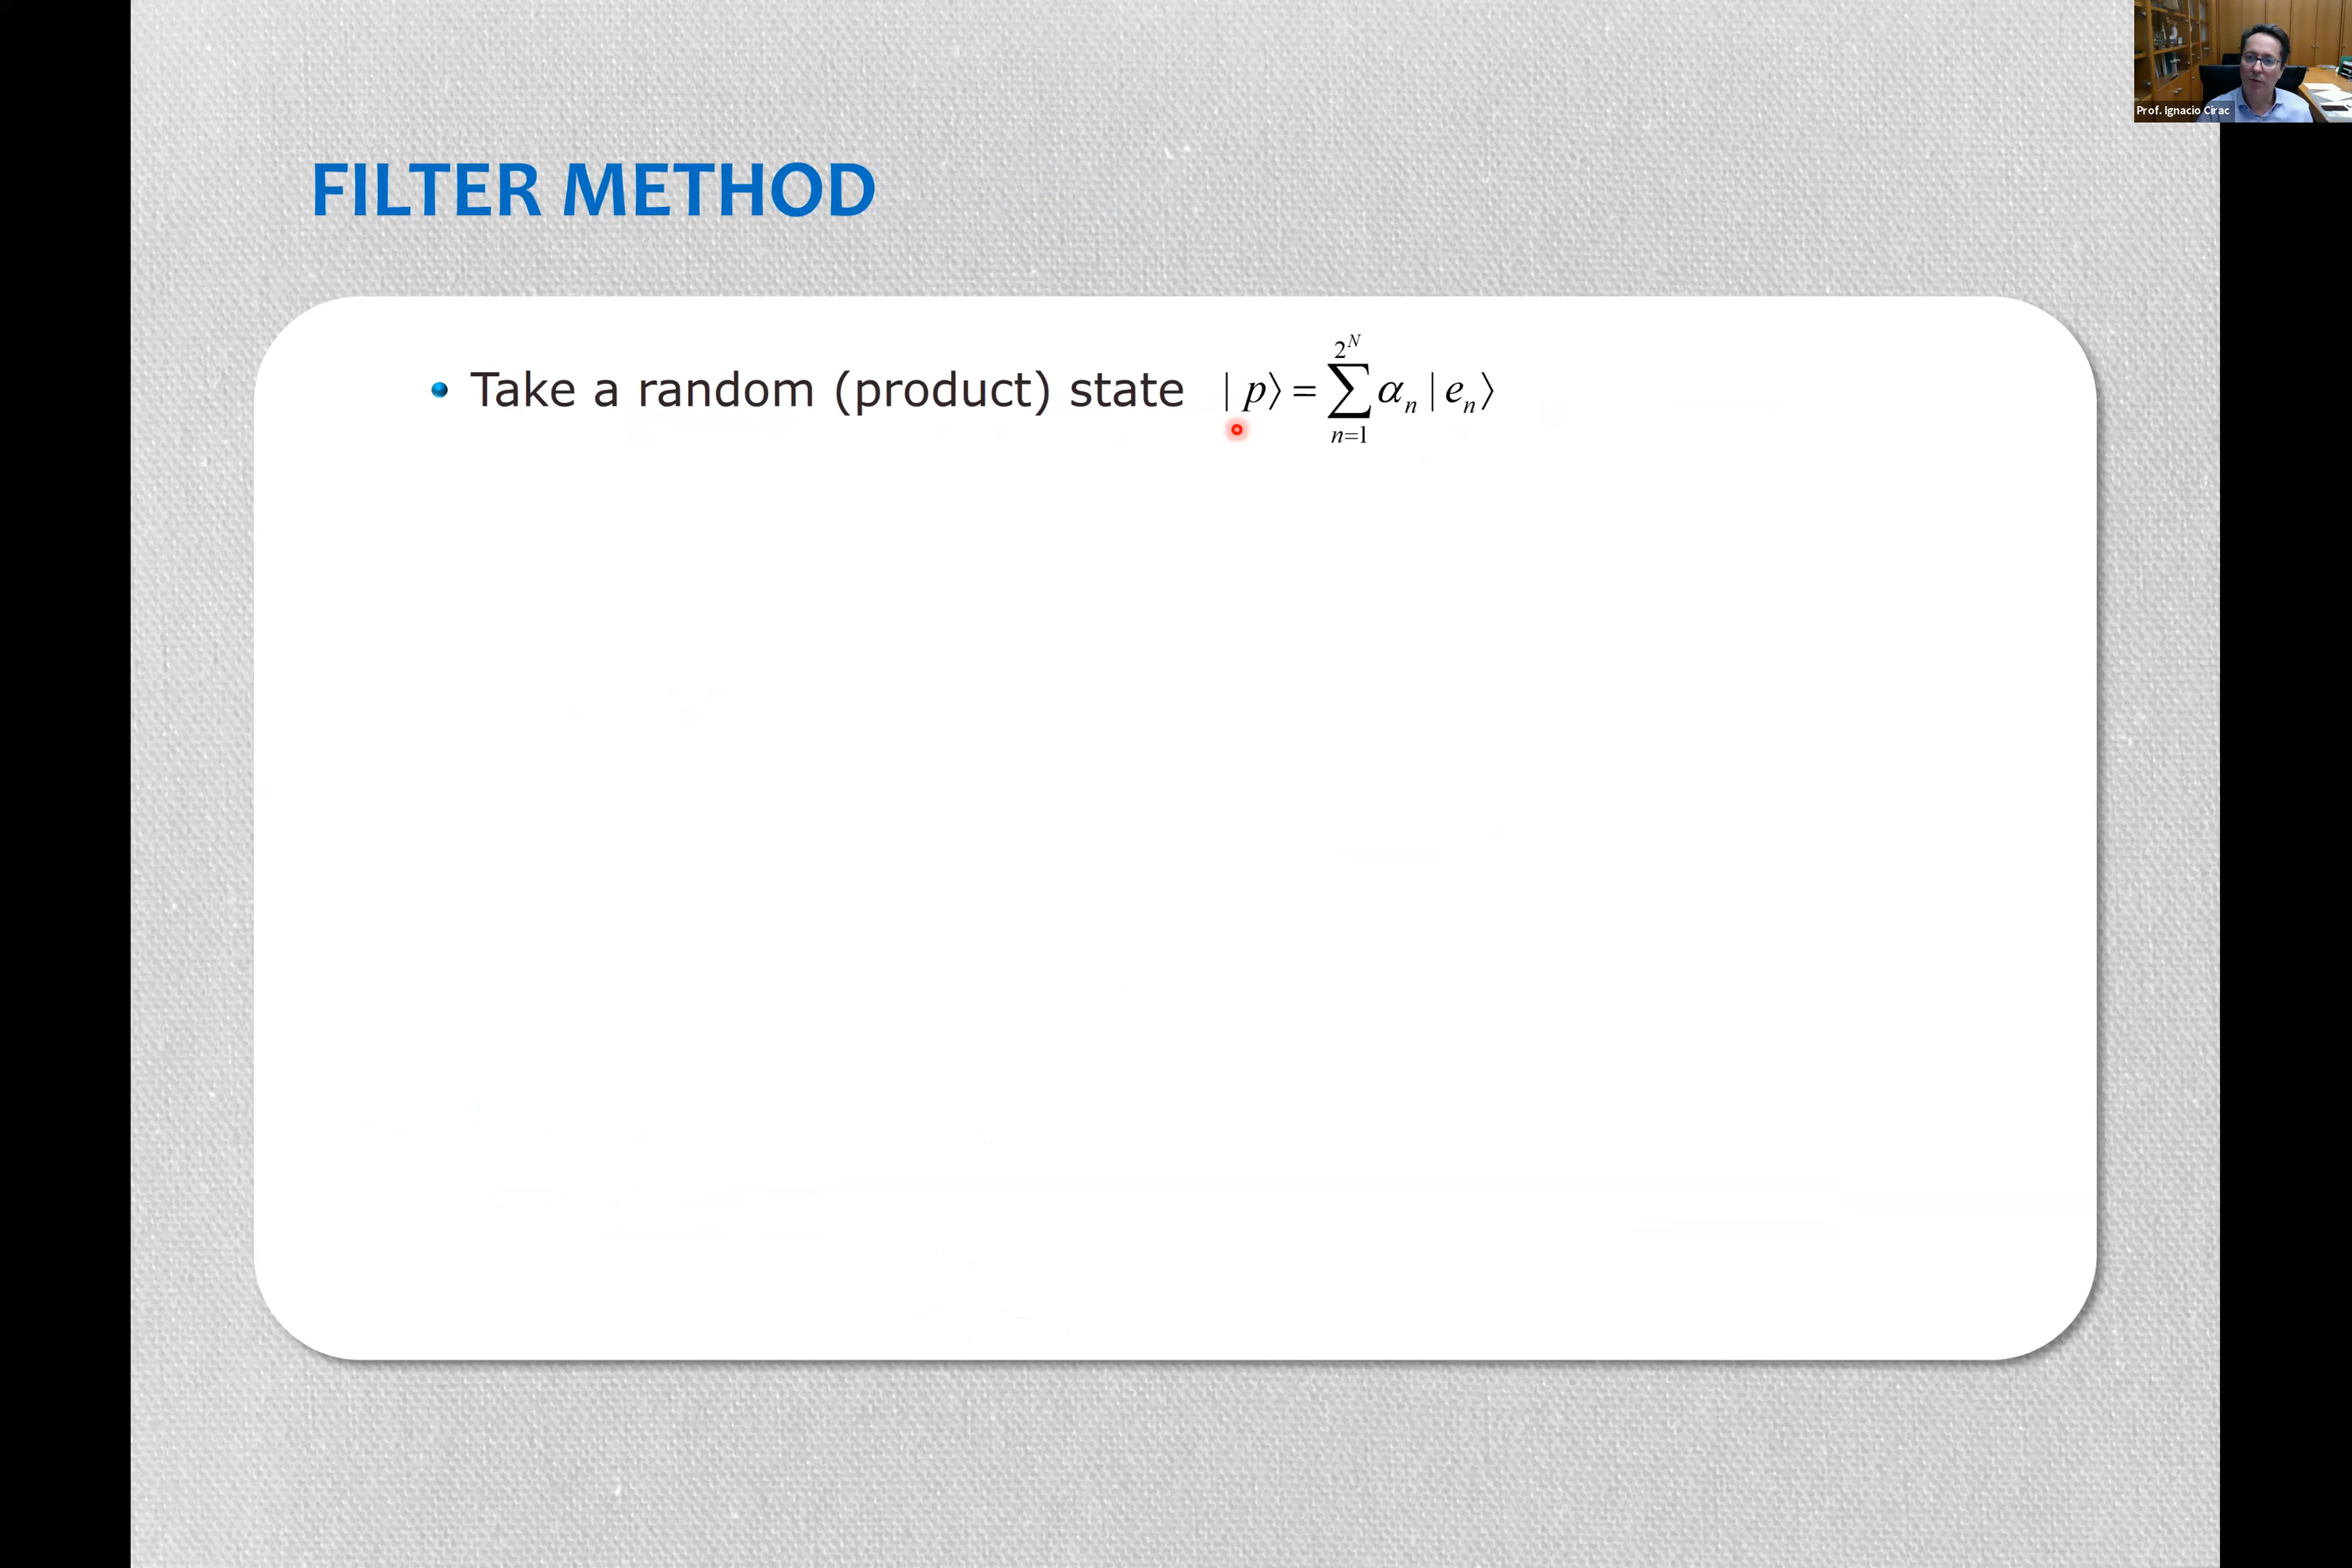 Prof. Ignacio Cirac
FILTER METHOD
• Take a random (product) state | p⟩ = ∑_{n=1}^{2^N} α_n | e_n⟩